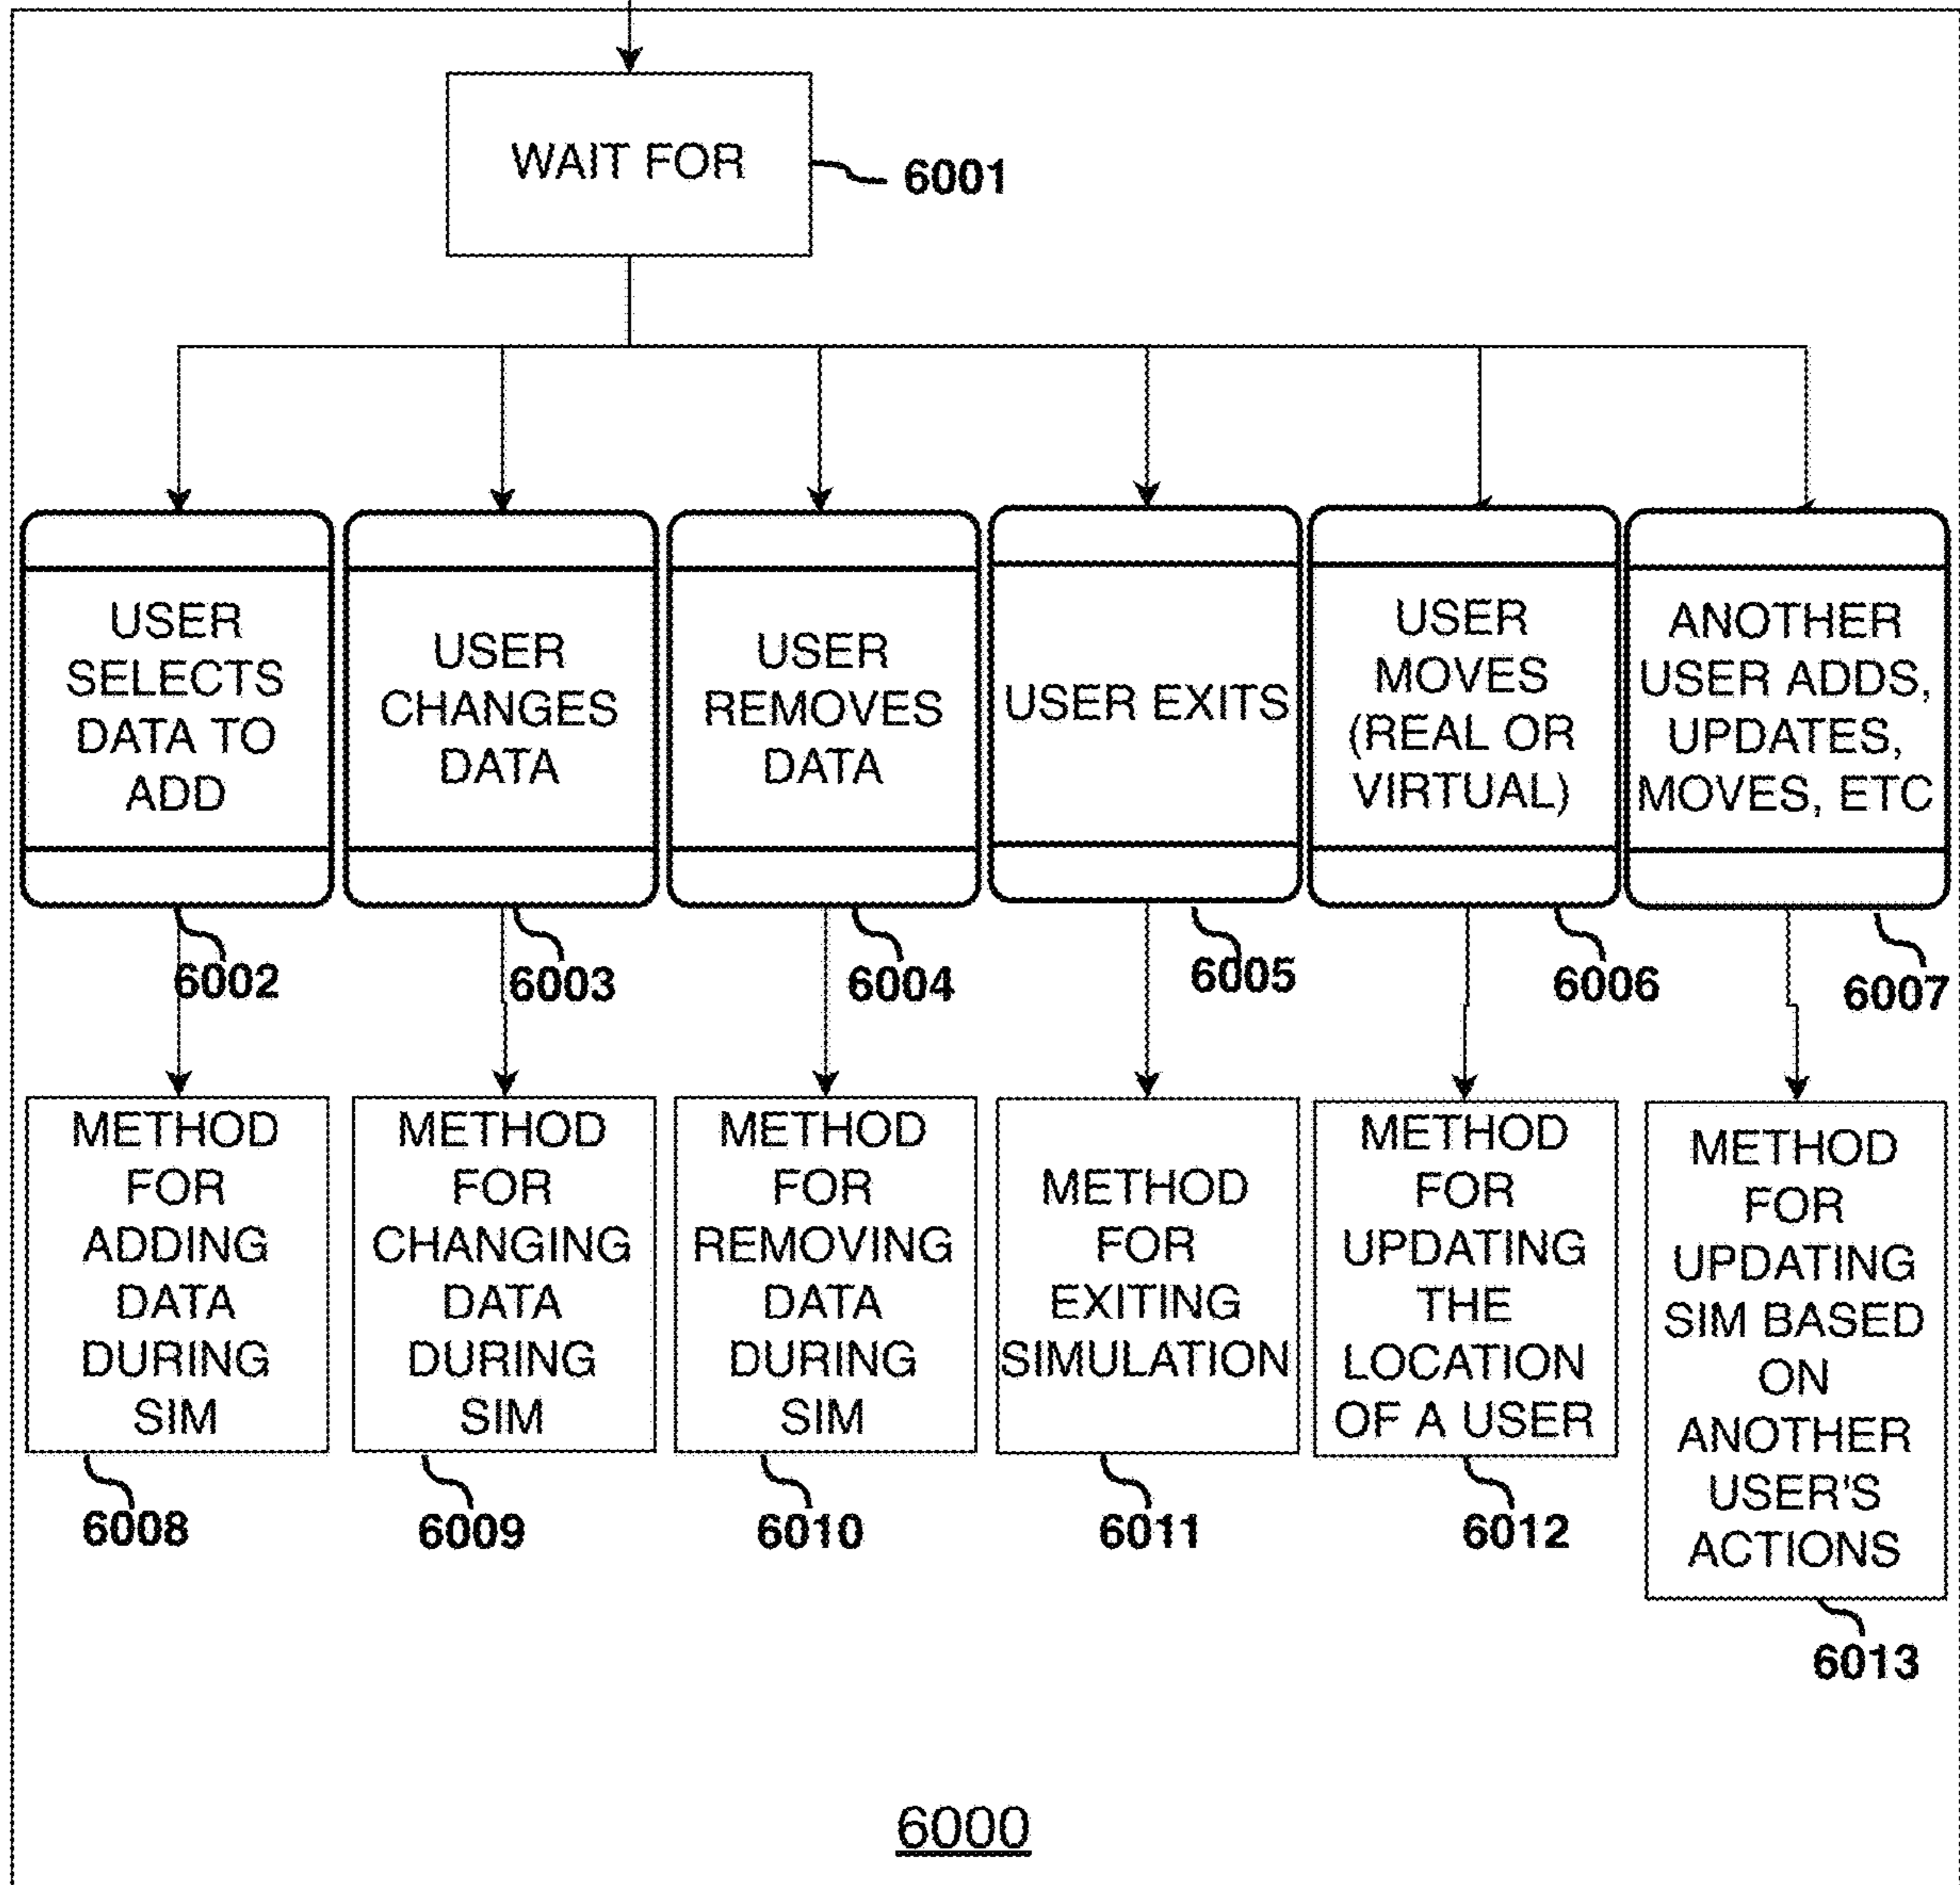 WAIT FOR
6001
USER
SELECTS
DATA TO
ADD
USER
CHANGES
DATA
USER
REMOVES
DATA
USER EXITS
USER
MOVES
(REAL OR
VIRTUAL)
ANOTHER
USER ADDS,
UPDATES,
MOVES, ETC
6002
6003
6004
6005
6006
6007
METHOD
FOR
ADDING
DATA
DURING
SIM
METHOD
FOR
CHANGING
DATA
DURING
SIM
METHOD
FOR
REMOVING
DATA
DURING
SIM
METHOD
FOR
EXITING
SIMULATION
METHOD
FOR
UPDATING
THE
LOCATION
OF A USER
METHOD
FOR
UPDATING
SIM BASED
ON
ANOTHER
USER'S
ACTIONS
6008
6009
6010
6011
6012
6013
6000